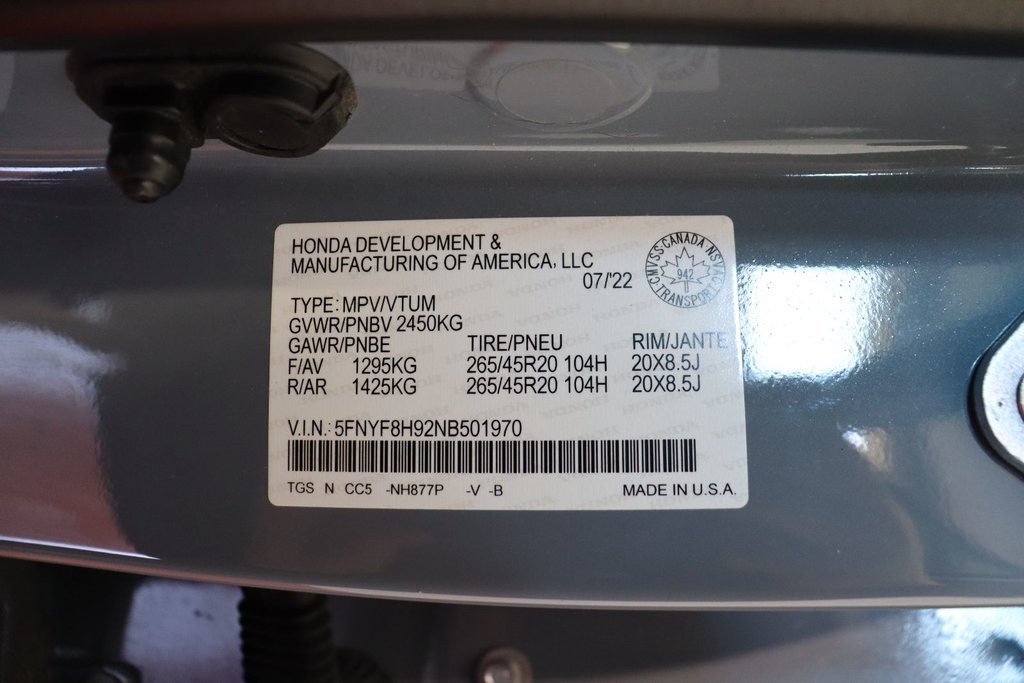 HONDA DEVELOPMENT &
MANUFACTURING OF AMERICA, LLC
07/'22
CMVSS·CANADA·NSVAC
942
TRANSPORT
TYPE: MPV/VTUM
GVWR/PNBV 2450KG
GAWR/PNBE TIRE/PNEU RIM/JANTE
F/AV 1295KG 265/45R20 104H 20X8.5J
R/AR 1425KG 265/45R20 104H 20X8.5J
V.I.N.: 5FNYF8H92NB501970
TGS N CC5 -NH877P -V -B MADE IN U.S.A.